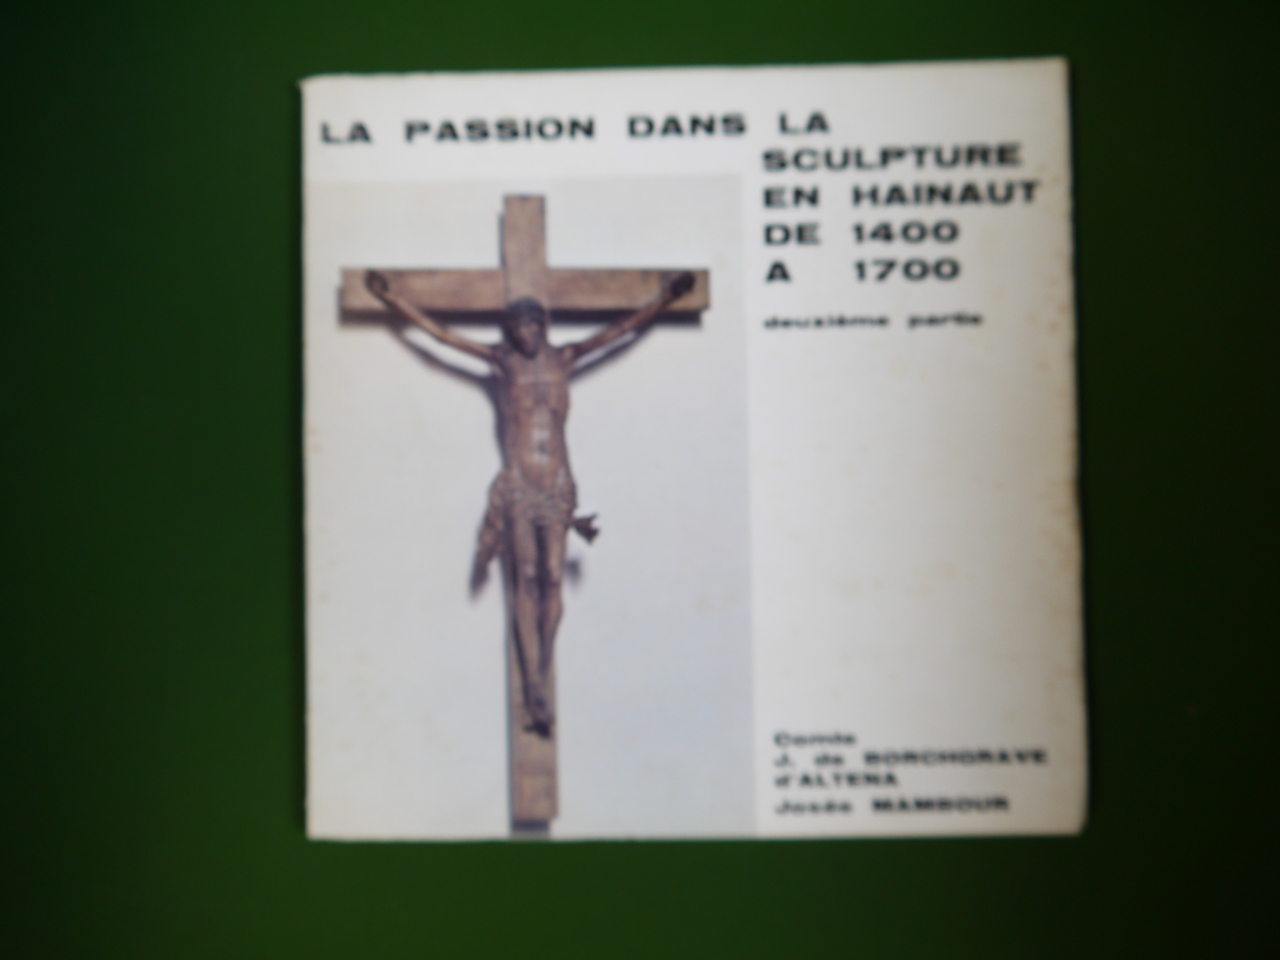 LA PASSION DANS LA
SCULPTURE
EN HAINAUT
DE 1400
A 1700
deuxième partie
Comte
J. de BORCHGRAVE
d'ALTENA
Josée MAMBOUR